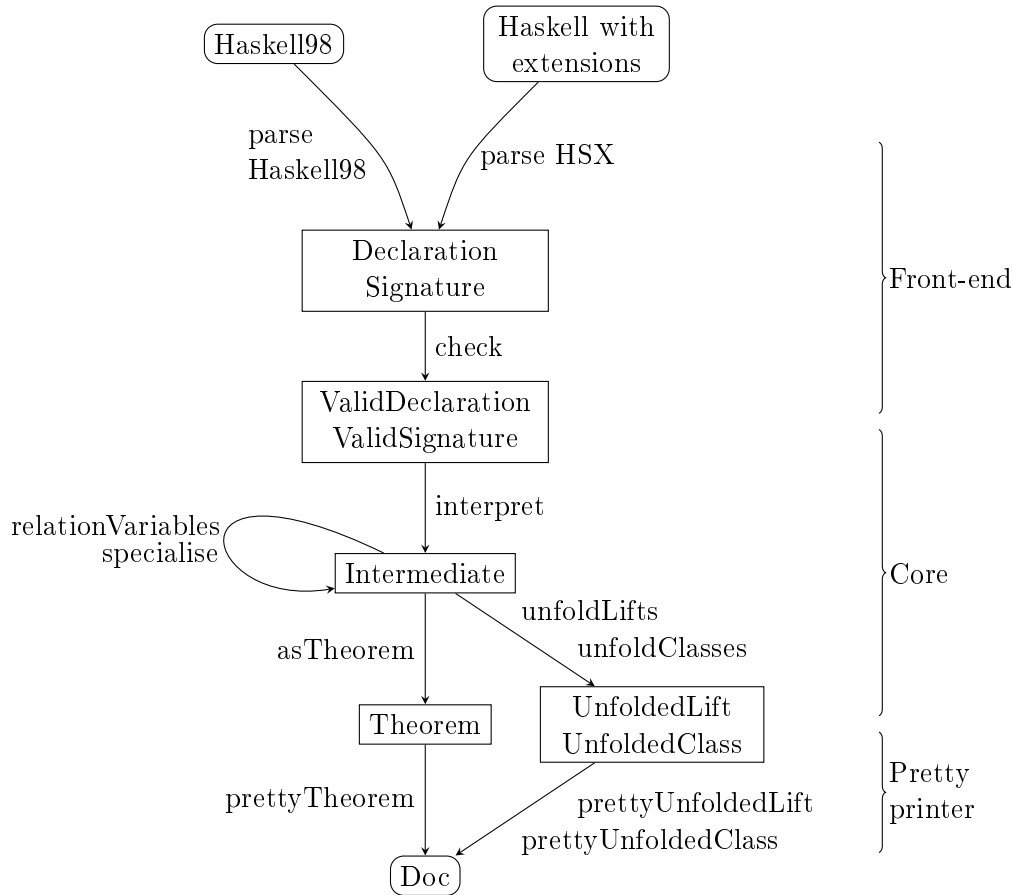 Haskell98
Haskell with
extensions
parse
Haskell98
parse HSX
Declaration
Signature
Front-end
check
ValidDeclaration
ValidSignature
interpret
relationVariables
specialise
Intermediate
Core
unfoldLifts
unfoldClasses
asTheorem
UnfoldedLift
UnfoldedClass
Theorem
Pretty
printer
prettyTheorem
prettyUnfoldedLift
prettyUnfoldedClass
Doc